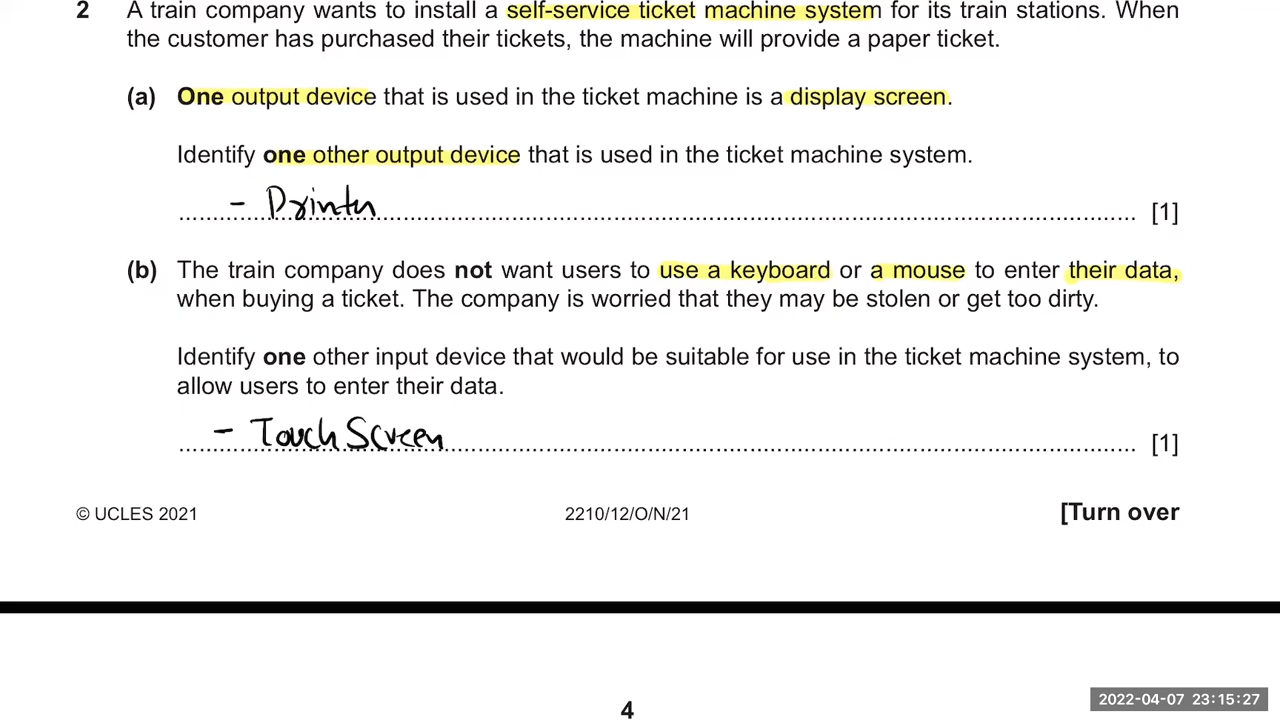 2 A train company wants to install a self-service ticket machine system for its train stations. When
the customer has purchased their tickets, the machine will provide a paper ticket.
(a) One output device that is used in the ticket machine is a display screen.
Identify one other output device that is used in the ticket machine system.
- Printer
[1]
(b) The train company does not want users to use a keyboard or a mouse to enter their data,
when buying a ticket. The company is worried that they may be stolen or get too dirty.
Identify one other input device that would be suitable for use in the ticket machine system, to
allow users to enter their data.
- Touch Screen
[1]
© UCLES 2021 2210/12/O/N/21 [Turn over
4
2022-04-07 23:15:27